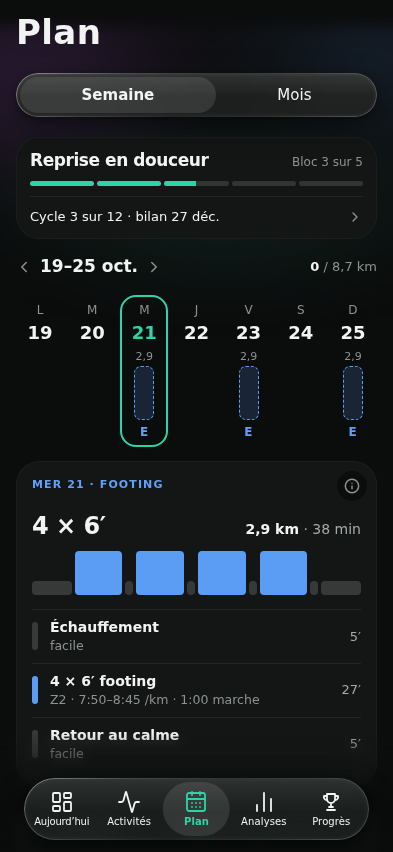 Plan
Semaine Mois
Reprise en douceur Bloc 3 sur 5
Cycle 3 sur 12 · bilan 27 déc.
19–25 oct. 0 / 8,7 km
L M M J V S D
19 20 21 22 23 24 25
2,9 2,9 2,9
E E E
MER 21 · FOOTING
4 × 6′ 2,9 km · 38 min
Échauffement
facile 5′
4 × 6′ footing
Z2 · 7:50–8:45 /km · 1:00 marche 27′
Retour au calme
facile 5′
Aujourd’hui Activités Plan Analyses Progrès